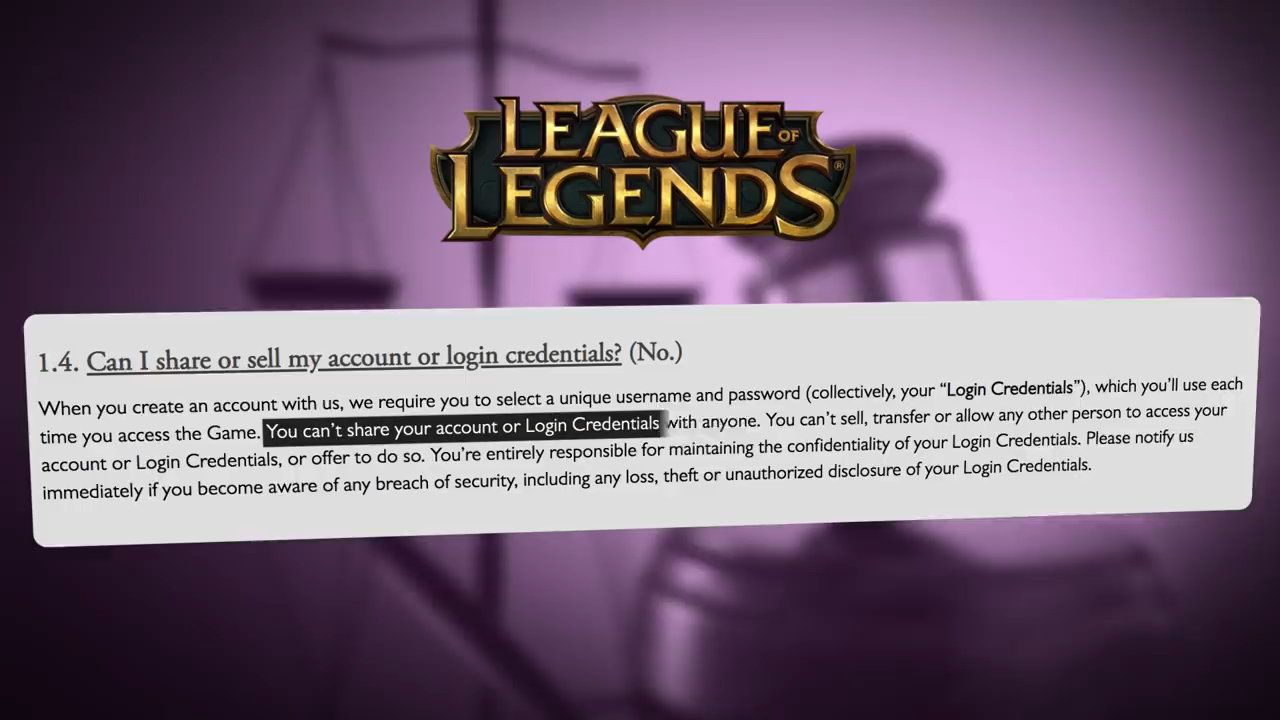 LEAGUE OF
LEGENDS®
1.4. Can I share or sell my account or login credentials? (No.)
When you create an account with us, we require you to select a unique username and password (collectively, your “Login Credentials”), which you’ll use each
time you access the Game. You can’t share your account or Login Credentials with anyone. You can’t sell, transfer or allow any other person to access your
account or Login Credentials, or offer to do so. You’re entirely responsible for maintaining the confidentiality of your Login Credentials. Please notify us
immediately if you become aware of any breach of security, including any loss, theft or unauthorized disclosure of your Login Credentials.